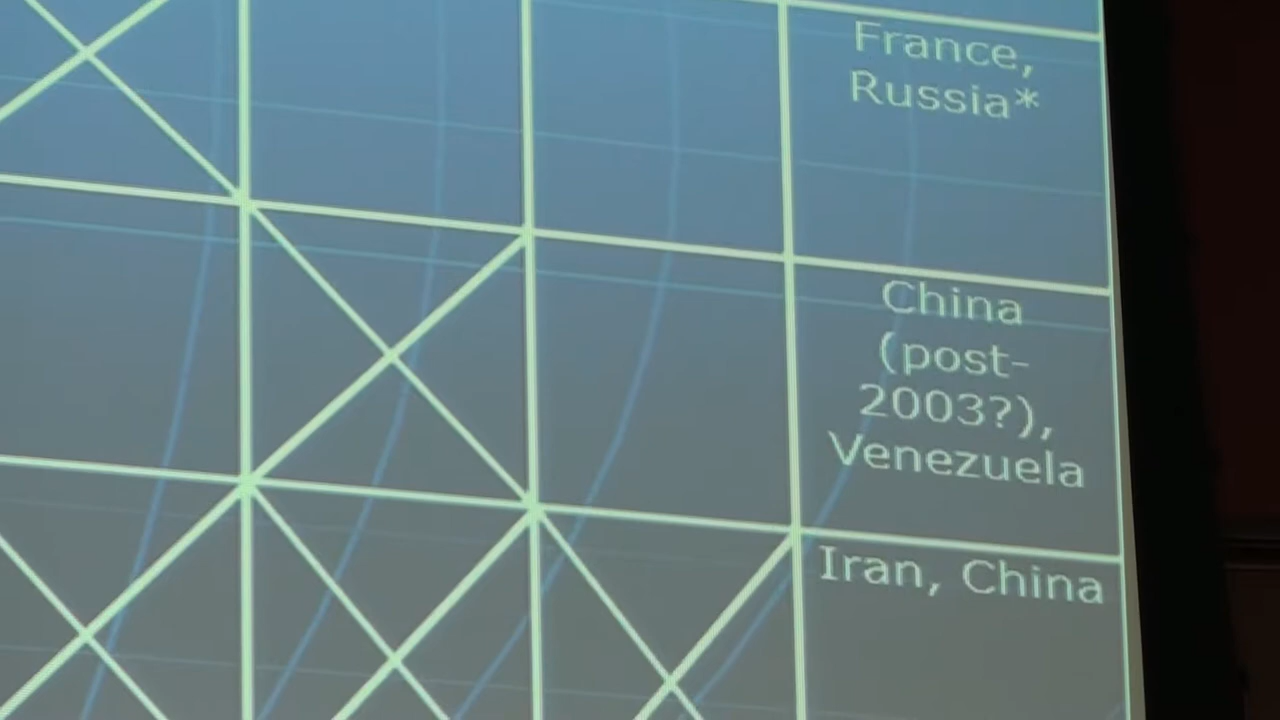 France,
Russia*
China
(post-
2003?),
Venezuela
Iran, China